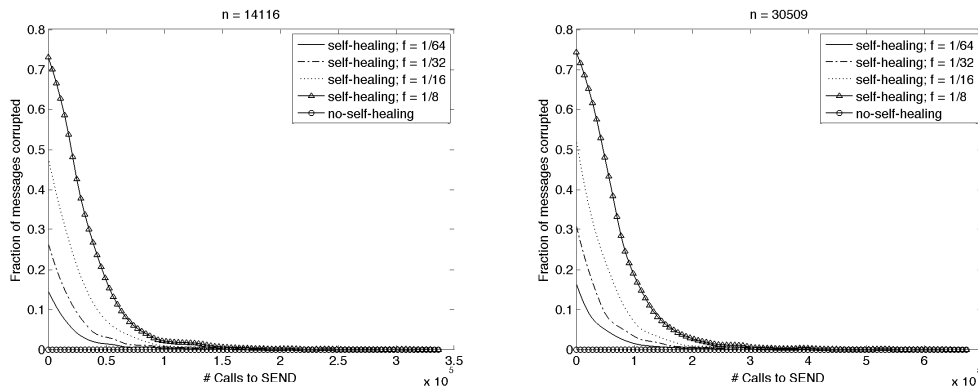 n = 14116
self-healing; f = 1/64
self-healing; f = 1/32
self-healing; f = 1/16
self-healing; f = 1/8
no-self-healing
Fraction of messages corrupted
0.8
0.7
0.6
0.5
0.4
0.3
0.2
0.1
0
0
0.5
1
1.5
2
2.5
3
3.5
# Calls to SEND
x 10
5
n = 30509
self-healing; f = 1/64
self-healing; f = 1/32
self-healing; f = 1/16
self-healing; f = 1/8
no-self-healing
Fraction of messages corrupted
0.8
0.7
0.6
0.5
0.4
0.3
0.2
0.1
0
0
1
2
3
4
5
6
# Calls to SEND
x 10